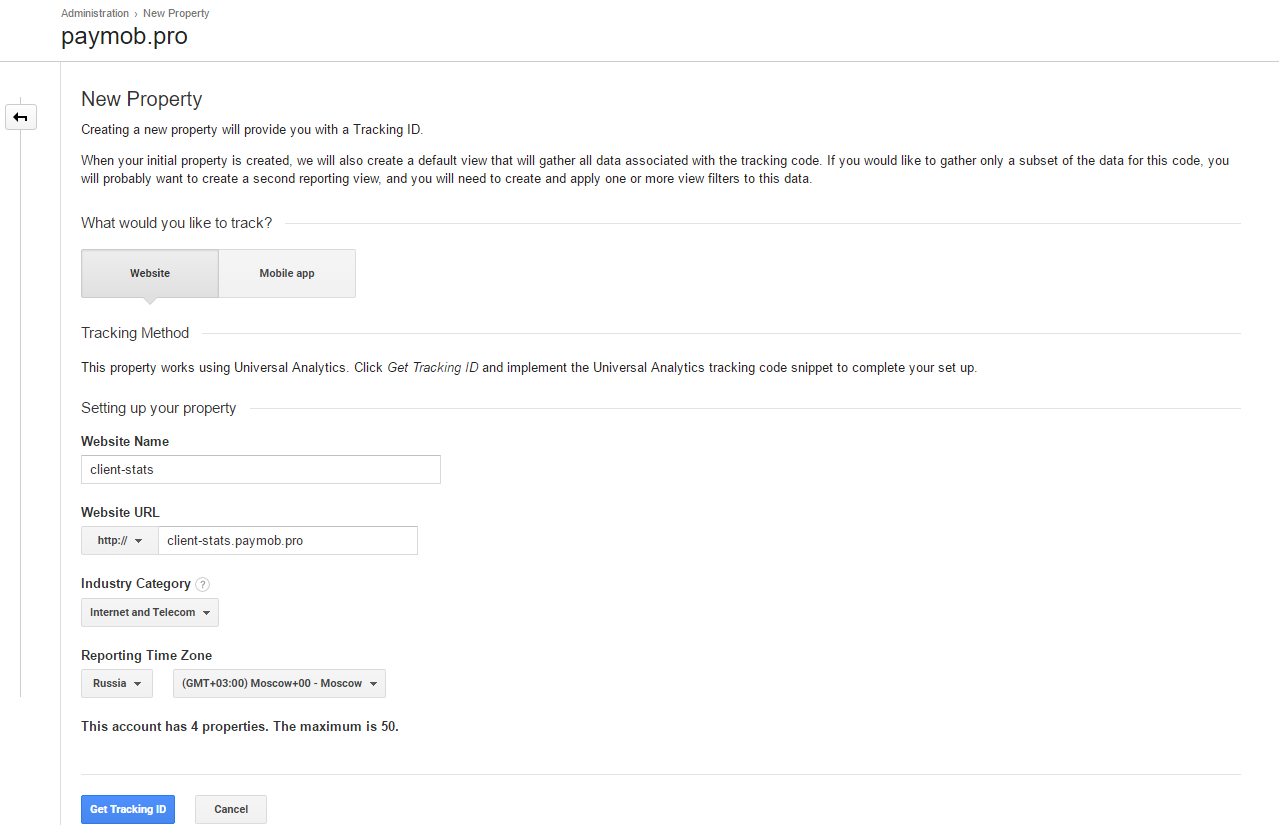 Administration › New Property
paymob.pro
New Property
Creating a new property will provide you with a Tracking ID.
When your initial property is created, we will also create a default view that will gather all data associated with the tracking code. If you would like to gather only a subset of the data for this code, you
will probably want to create a second reporting view, and you will need to create and apply one or more view filters to this data.
What would you like to track?
Website
Mobile app
Tracking Method
This property works using Universal Analytics. Click Get Tracking ID and implement the Universal Analytics tracking code snippet to complete your set up.
Setting up your property
Website Name
client-stats
Website URL
http://
client-stats.paymob.pro
Industry Category ?
Internet and Telecom
Reporting Time Zone
Russia
(GMT+03:00) Moscow+00 - Moscow
This account has 4 properties. The maximum is 50.
Get Tracking ID
Cancel